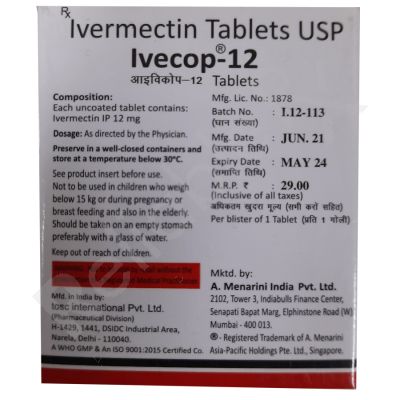 Rx
Ivermectin Tablets USP
Ivecop®-12
आइविकोप–12 Tablets
Composition:
Each uncoated tablet contains:
Ivermectin IP 12 mg
Dosage: As directed by the Physician.
Preserve in a well-closed containers and
store at a temperature below 30°C.
See product insert before use.
Not to be used in children who weigh
below 15 kg or during pregnancy or
breast feeding and also in the elderly.
Should be taken on an empty stomach
preferably with a glass of water.
Keep out of reach of children.
Mfd. in India by:
tosc international Pvt. Ltd.
(Pharmaceutical Division)
H-1429, 1441, DSIDC Industrial Area,
Narela, Delhi - 110040.
A WHO GMP & An ISO 9001:2015 Certified Co.
Mfg. Lic. No.: 1878
Batch No. : I.12-113
(घान संख्या)
Mfg. Date : JUN. 21
(उत्पादन तिथि)
Expiry Date : MAY 24
(समाप्ति तिथि)
M.R.P. ₹ : 29.00
(Inclusive of all taxes)
अधिकतम खुदरा मूल्य (सभी करों सहित)
Per blister of 1 Tablet (प्रति 1 गोली)
Mktd. by:
A. Menarini India Pvt. Ltd.
2102, Tower 3, Indiabulls Finance Center,
Senapati Bapat Marg, Elphinstone Road (W)
Mumbai - 400 013.
® - Registered Trademark of A. Menarini
Asia-Pacific Holdings Pte. Ltd., Singapore.